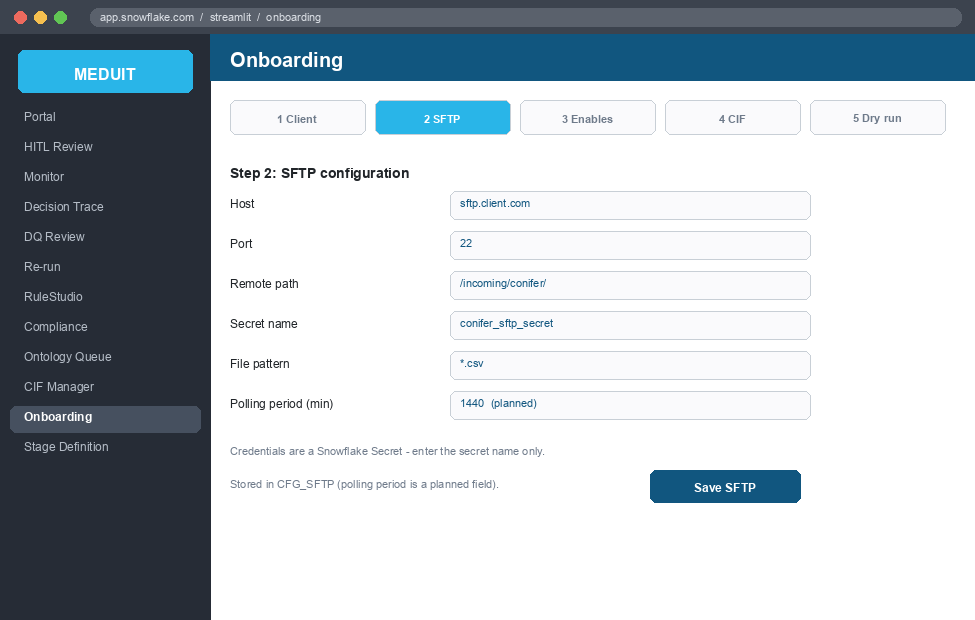 app.snowflake.com / streamlit / onboarding
MEDUIT
Portal
HITL Review
Monitor
Decision Trace
DQ Review
Re-run
RuleStudio
Compliance
Ontology Queue
CIF Manager
Onboarding
Stage Definition
Onboarding
1 Client
2 SFTP
3 Enables
4 CIF
5 Dry run
Step 2: SFTP configuration
Host
sftp.client.com
Port
22
Remote path
/incoming/conifer/
Secret name
conifer_sftp_secret
File pattern
*.csv
Polling period (min)
1440 (planned)
Credentials are a Snowflake Secret - enter the secret name only.
Stored in CFG_SFTP (polling period is a planned field).
Save SFTP